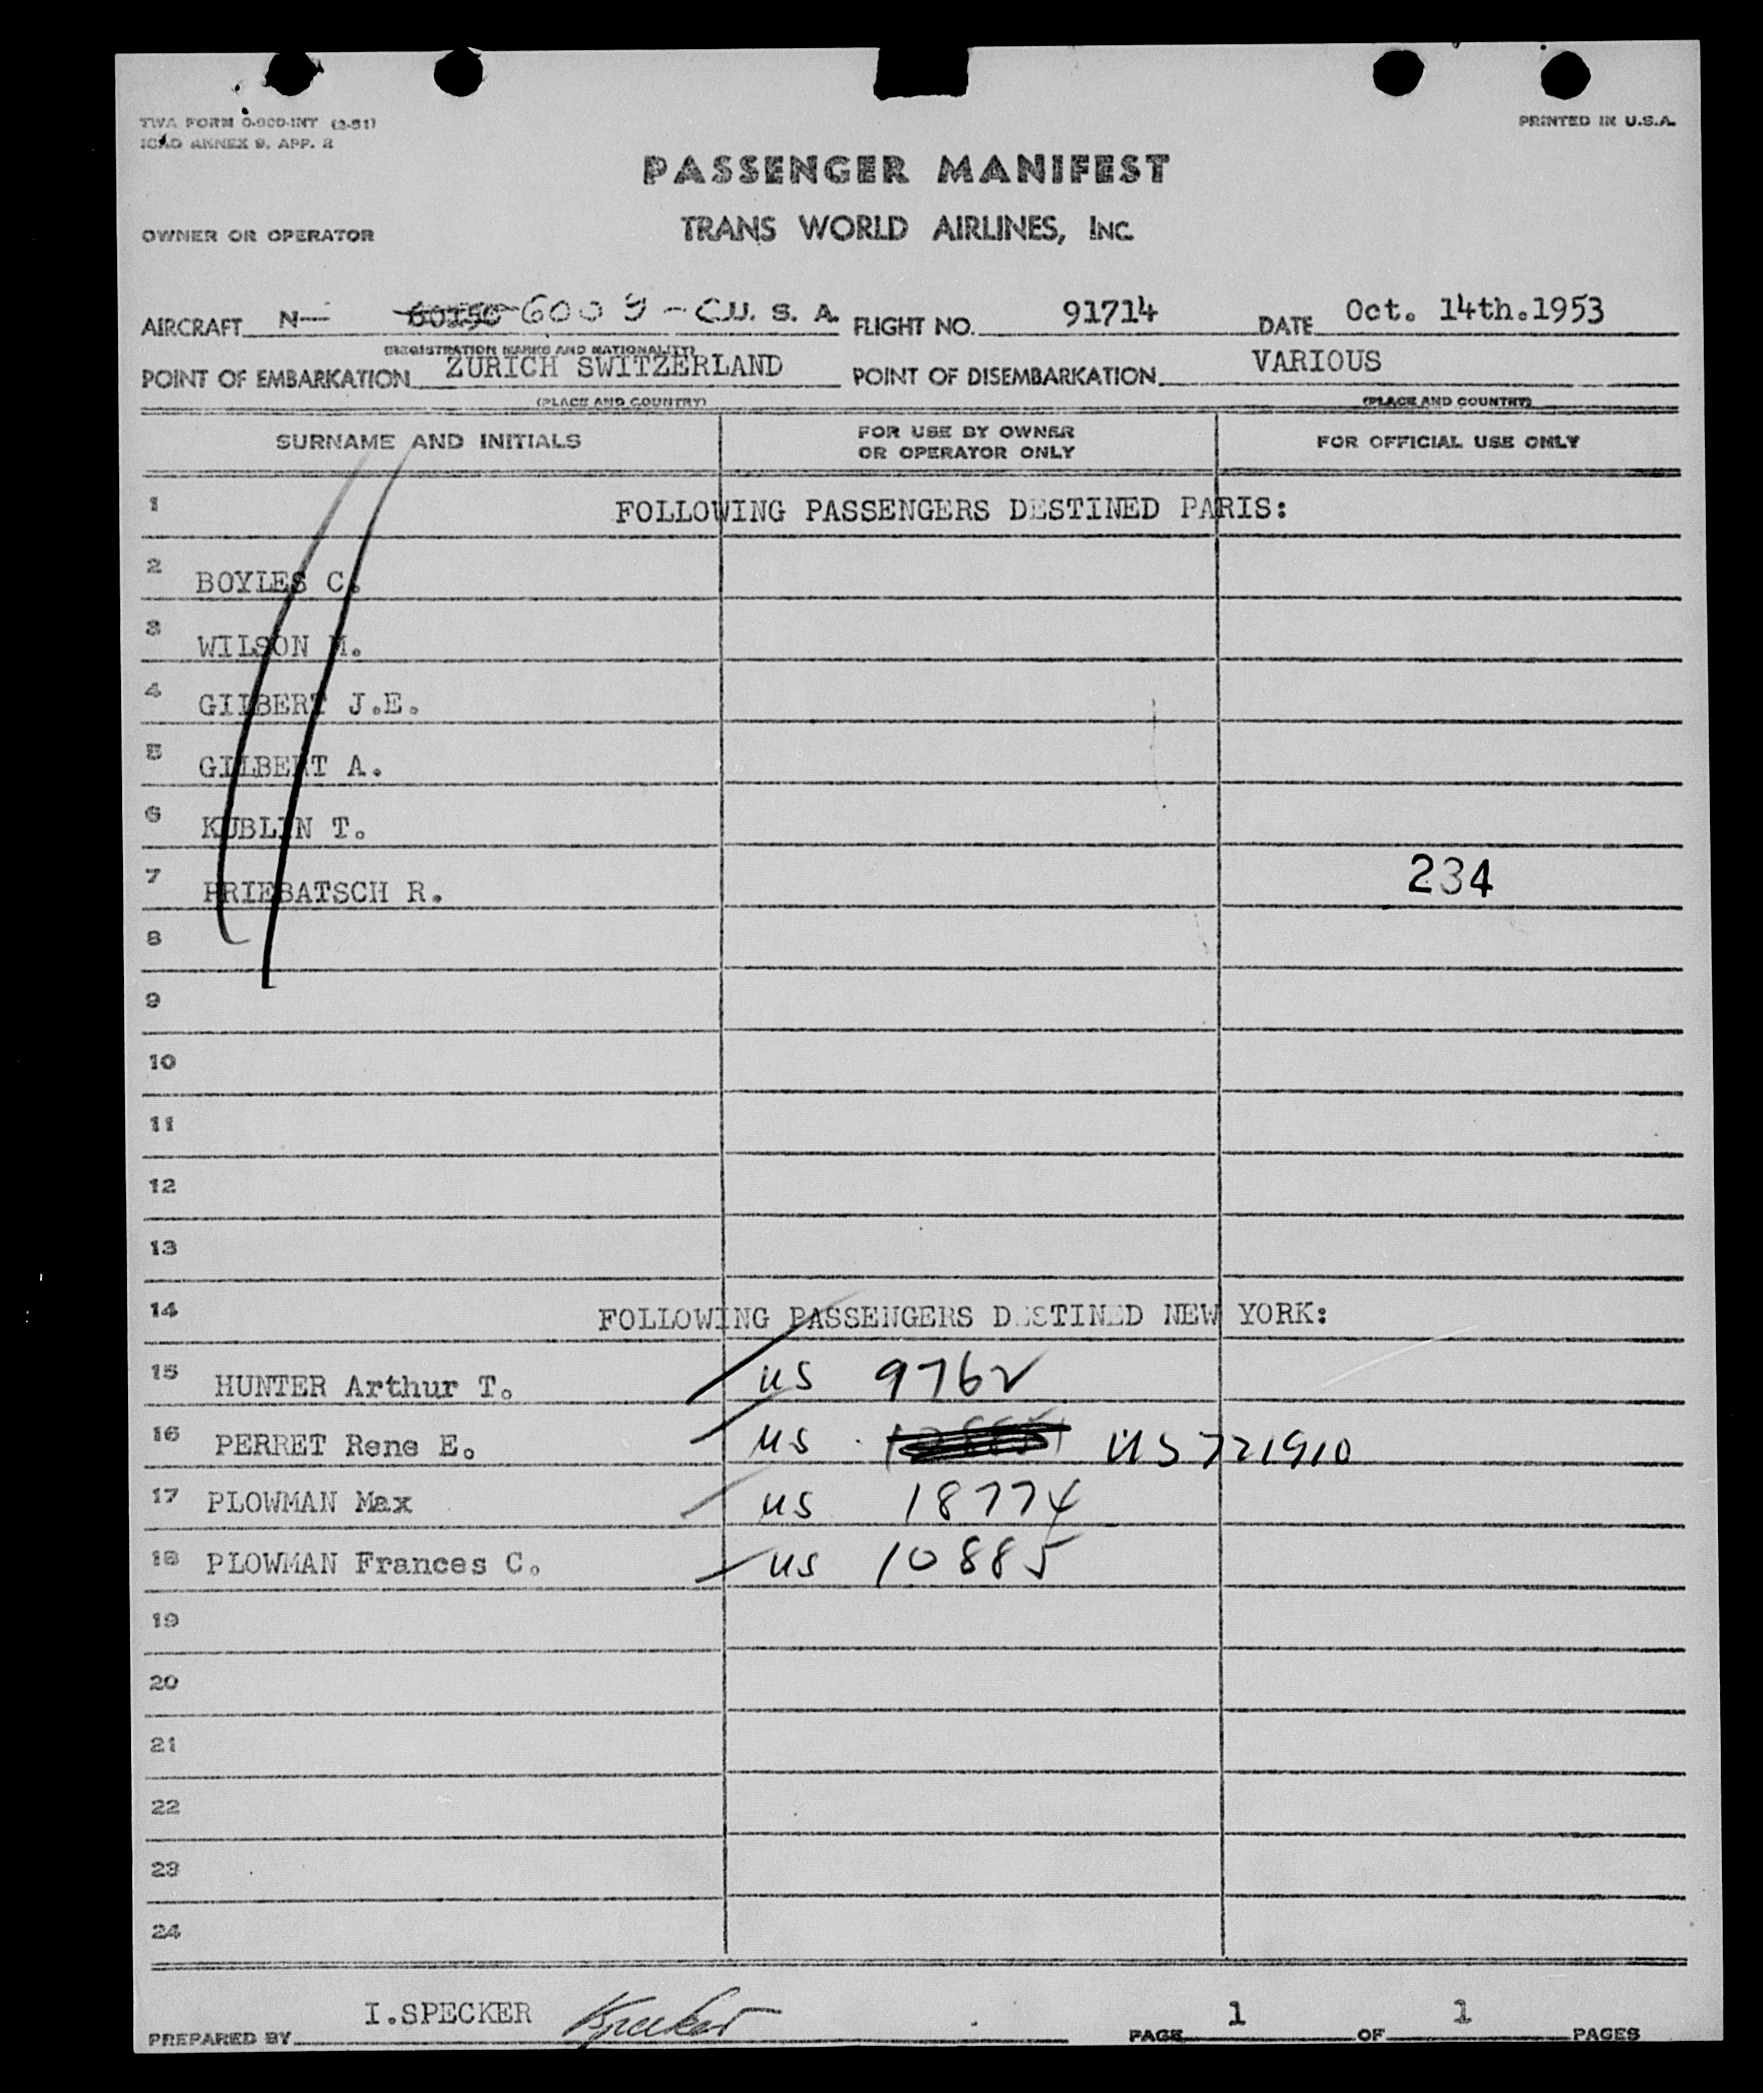 TWA FORM O-900-INT (2-51)
ICAO ANNEX 9, APP. 2
PRINTED IN U.S.A.
PASSENGER MANIFEST
OWNER OR OPERATOR TRANS WORLD AIRLINES, INC.
AIRCRAFT N- 6009-C U. S. A. FLIGHT NO. 91714 DATE Oct. 14th.1953
(REGISTRATION MARKS AND NATIONALITY)
POINT OF EMBARKATION ZURICH SWITZERLAND POINT OF DISEMBARKATION VARIOUS
(PLACE AND COUNTRY) (PLACE AND COUNTRY)
SURNAME AND INITIALS FOR USE BY OWNER OR OPERATOR ONLY FOR OFFICIAL USE ONLY
1 FOLLOWING PASSENGERS DESTINED PARIS:
2 BOYLES C.
3 WILSON M.
4 GILBERT J.E.
5 GILBERT A.
6 KUBLIN T.
7 PRIEBATSCH R. 234
8
9
10
11
12
13
14 FOLLOWING PASSENGERS DESTINED NEW YORK:
15 HUNTER Arthur T. US 9762
16 PERRET Rene E. US US 721910
17 PLOWMAN Max US 18774
18 PLOWMAN Frances C. US 10885
19
20
21
22
23
24
PREPARED BY I.SPECKER Specker PAGE 1 OF 1 PAGES